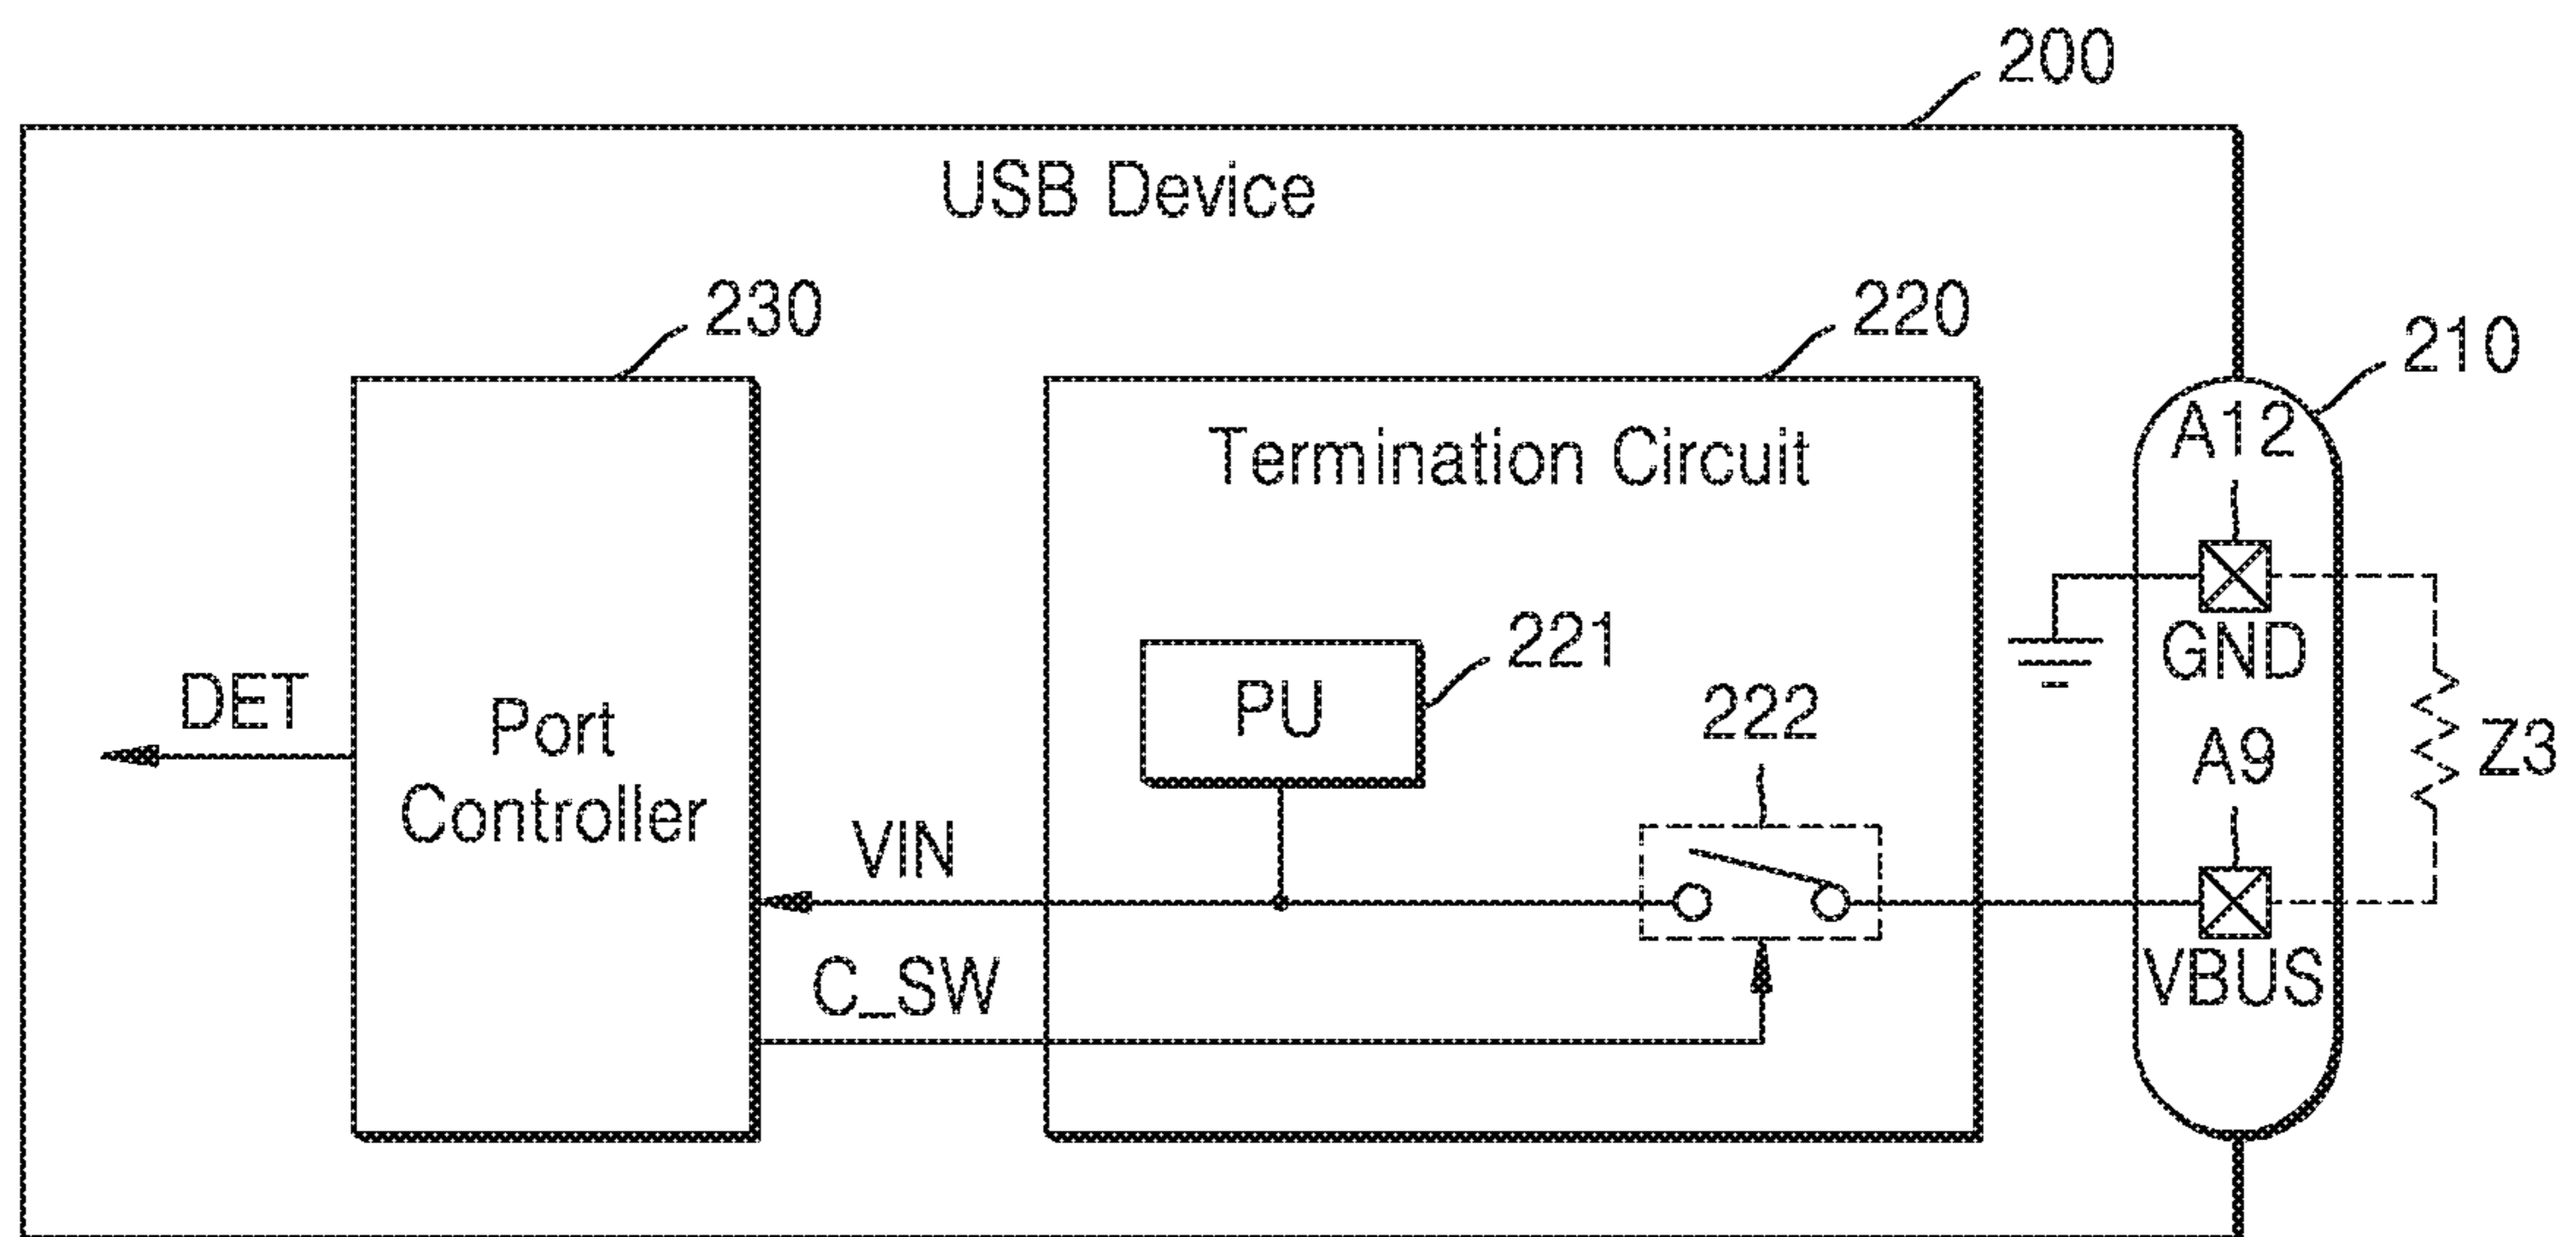 200
USB Device
230
220
210
A12
Termination Circuit
221
GND
PU
222
DET
Port
Controller
A9
Z3
VIN
C_SW
VBUS